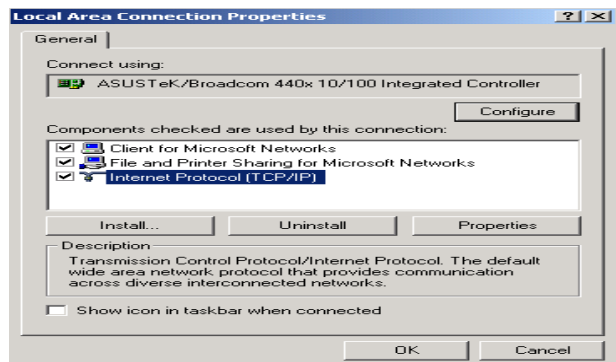 Local Area Connection Properties
General
Connect using:
ASUSTeK/Broadcom 440x 10/100 Integrated Controller
Configure
Components checked are used by this connection:
Client for Microsoft Networks
File and Printer Sharing for Microsoft Networks
Internet Protocol (TCP/IP)
Install... Uninstall Properties
Description
Transmission Control Protocol/Internet Protocol. The default
wide area network protocol that provides communication
across diverse interconnected networks.
Show icon in taskbar when connected
OK Cancel